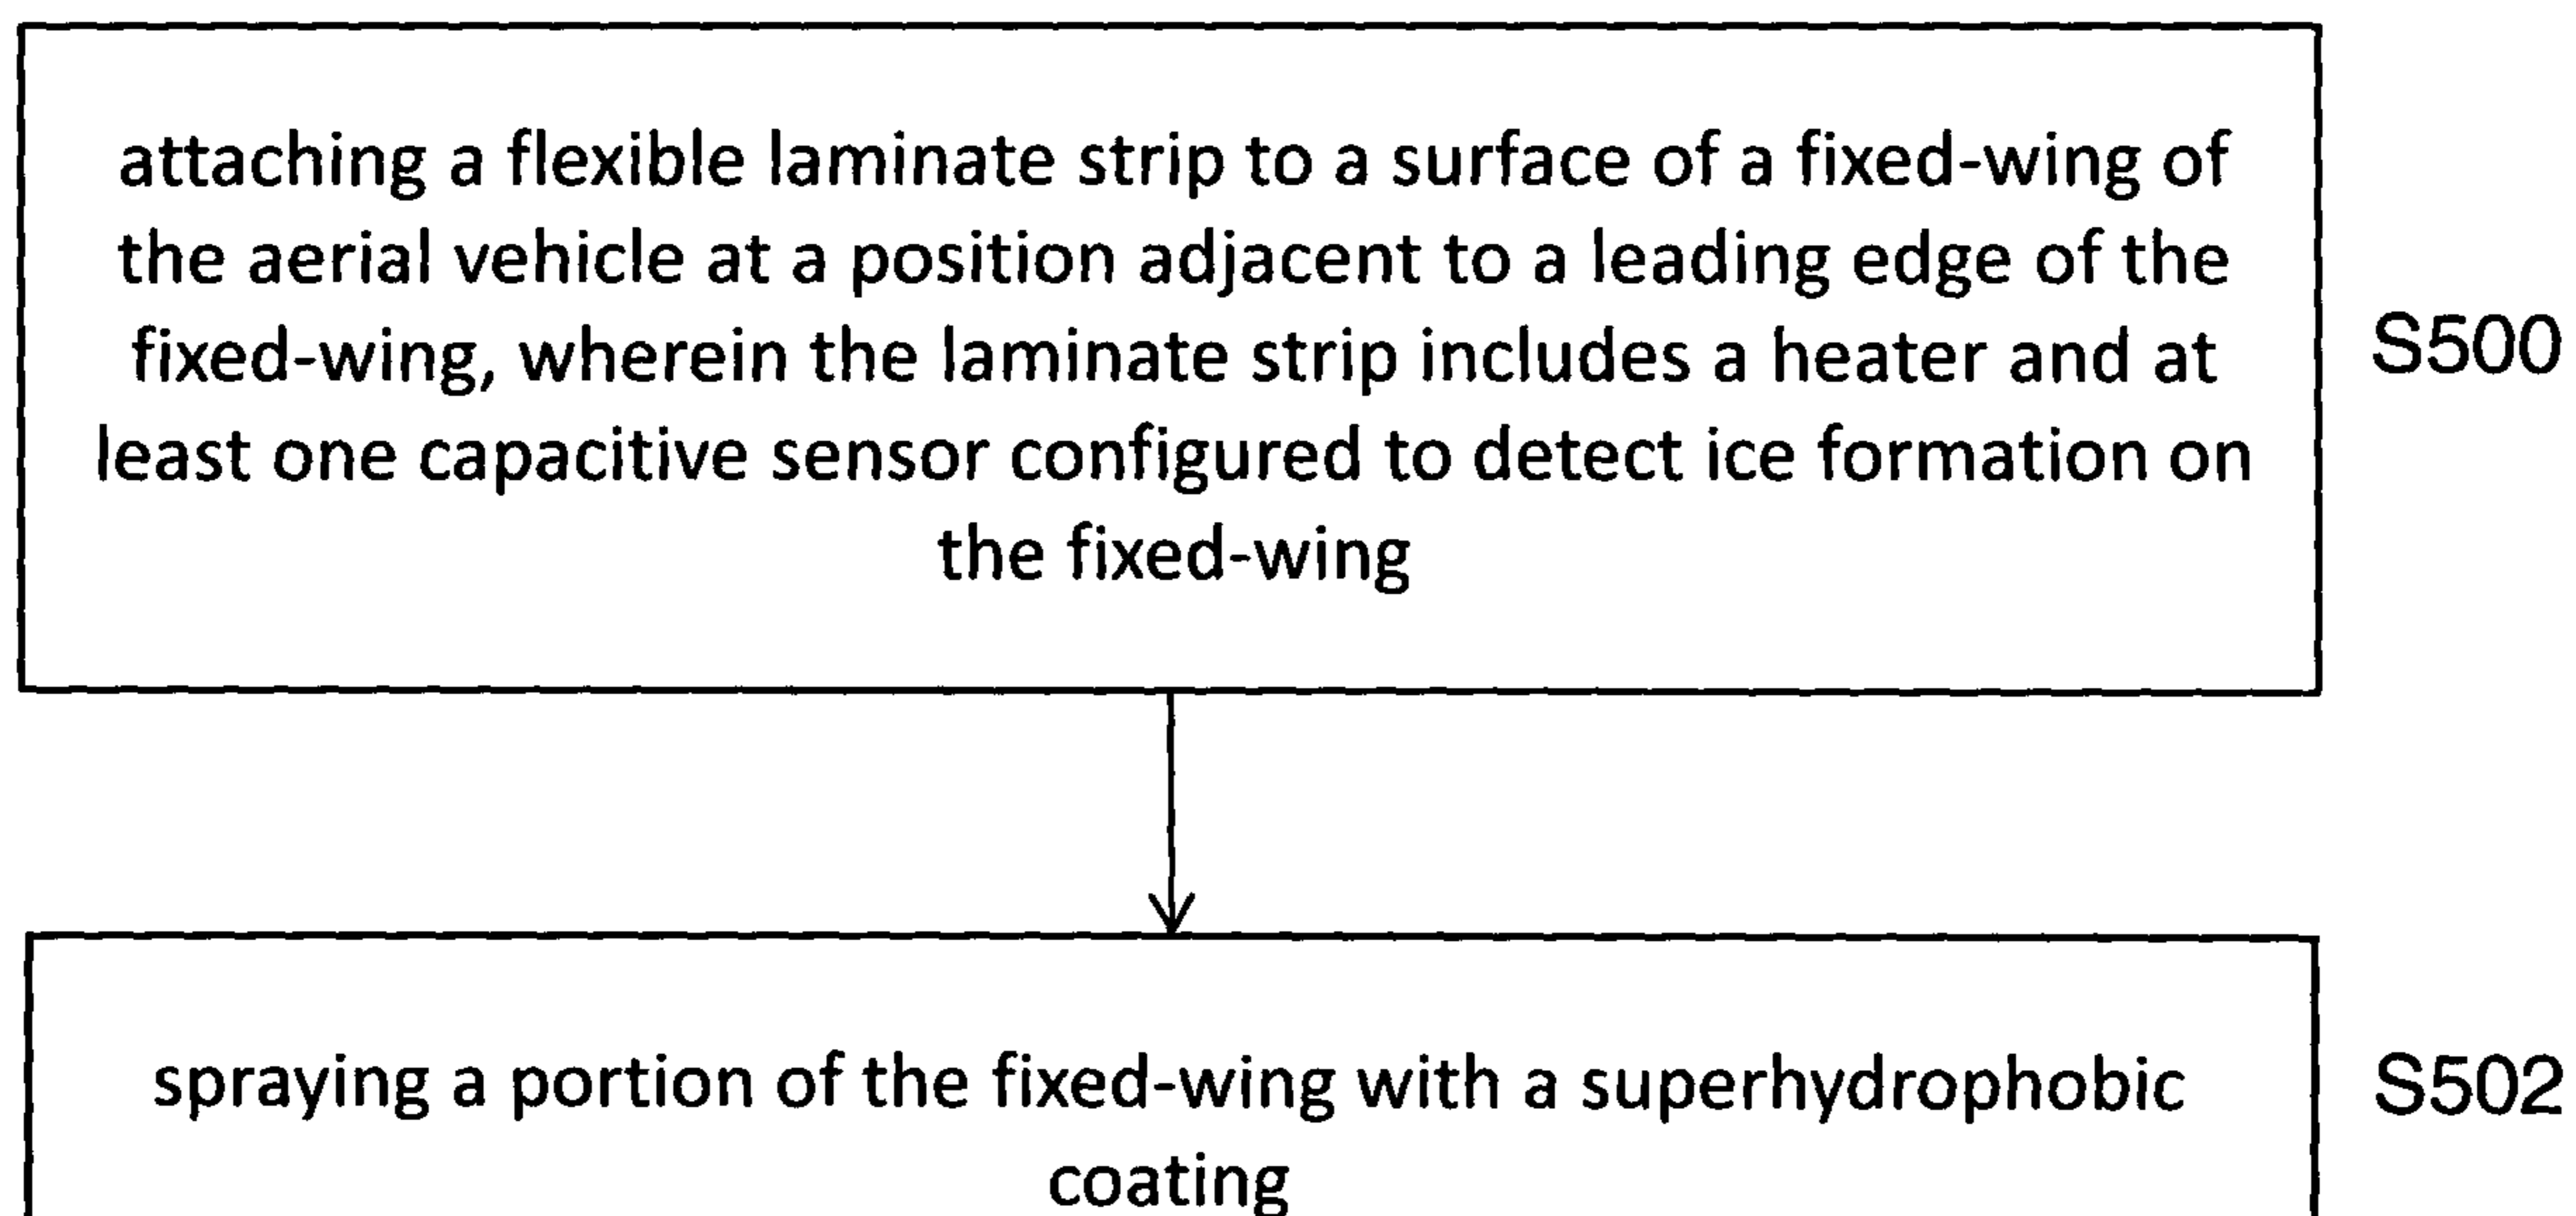 attaching a flexible laminate strip to a surface of a fixed-wing of
the aerial vehicle at a position adjacent to a leading edge of the
fixed-wing, wherein the laminate strip includes a heater and at
least one capacitive sensor configured to detect ice formation on
the fixed-wing
S500
spraying a portion of the fixed-wing with a superhydrophobic
coating
S502